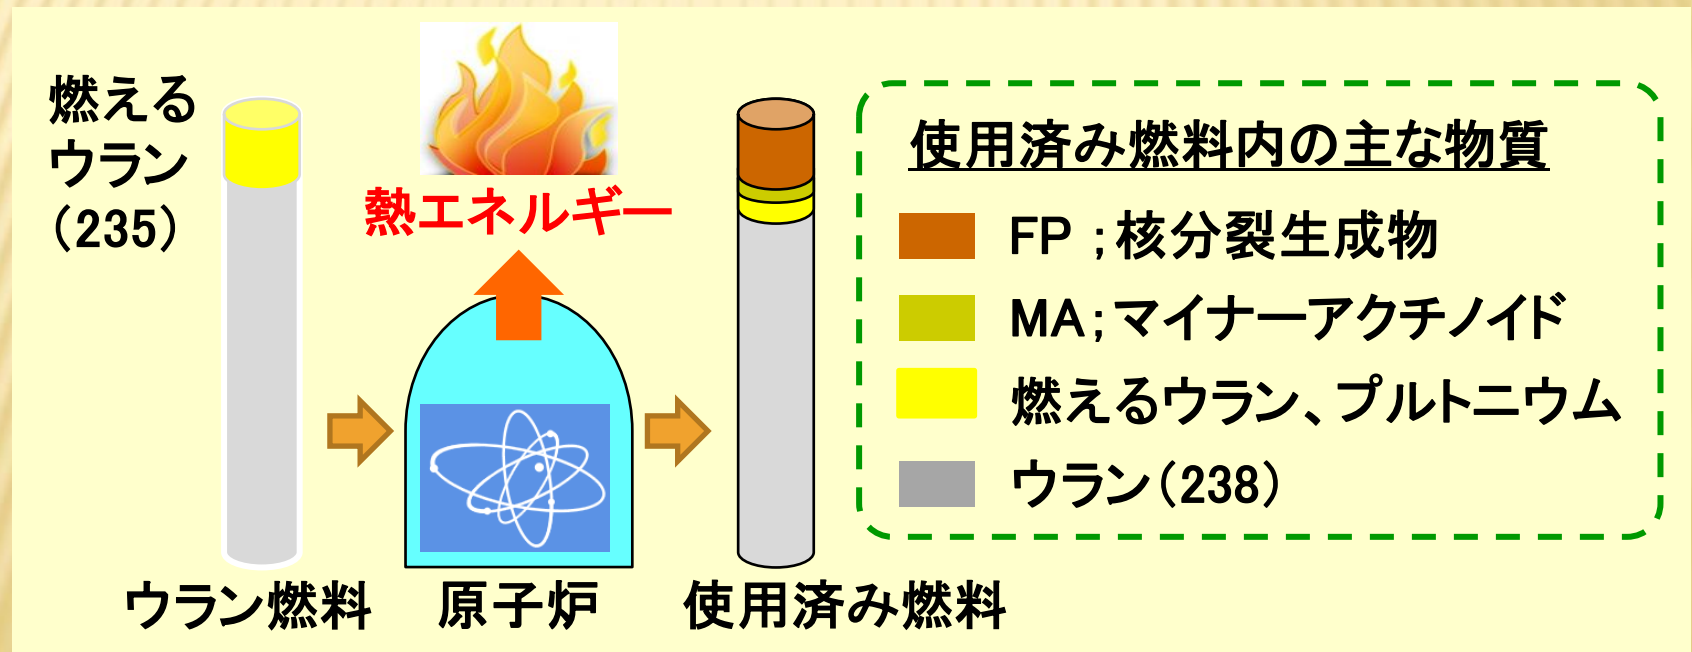 燃える
ウラン
（235）
熱エネルギー
ウラン燃料
原子炉
使用済み燃料
使用済み燃料内の主な物質
FP ；核分裂生成物
MA；マイナーアクチノイド
燃えるウラン、プルトニウム
ウラン（238）